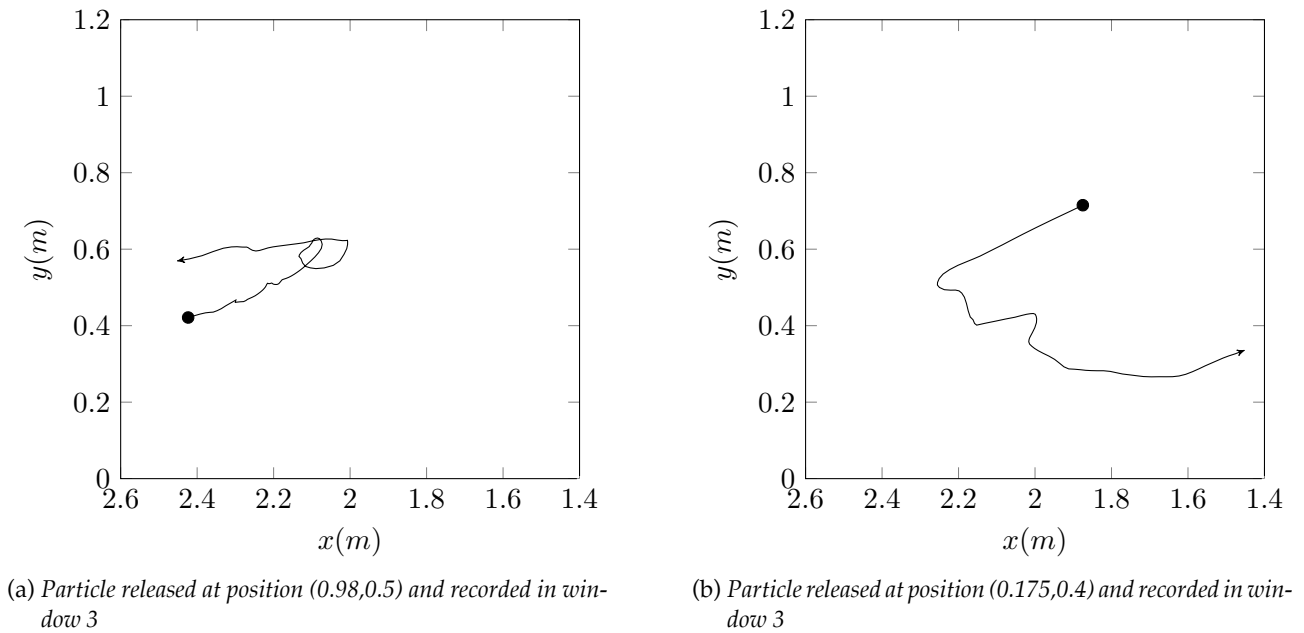 1.2
1
0.8
0.6
0.4
0.2
0
2.6 2.4 2.2 2 1.8 1.6 1.4
y(m)
x(m)
(a) Particle released at position (0.98,0.5) and recorded in win-
dow 3
1.2
1
0.8
0.6
0.4
0.2
0
2.6 2.4 2.2 2 1.8 1.6 1.4
y(m)
x(m)
(b) Particle released at position (0.175,0.4) and recorded in win-
dow 3